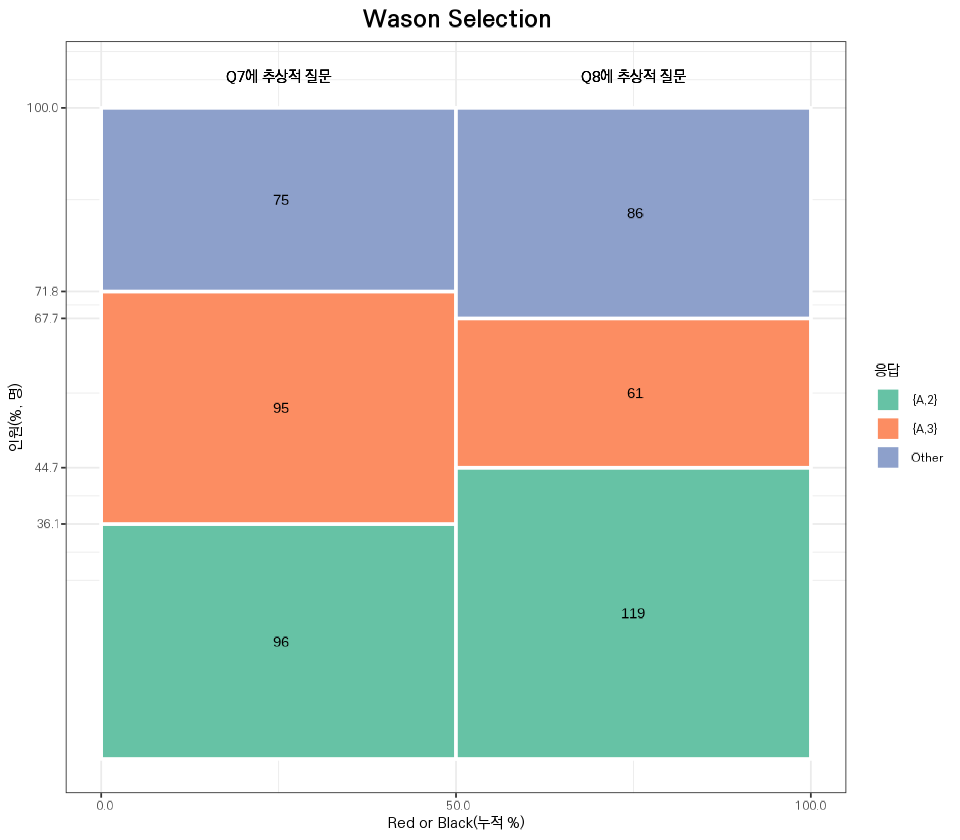 Wason Selection
Q7에 추상적 질문
Q8에 추상적 질문
100.0
71.8
67.7
44.7
36.1
인원(%, 명)
75
86
95
61
96
119
0.0
50.0
100.0
Red or Black(누적 %)
응답
{A,2}
{A,3}
Other